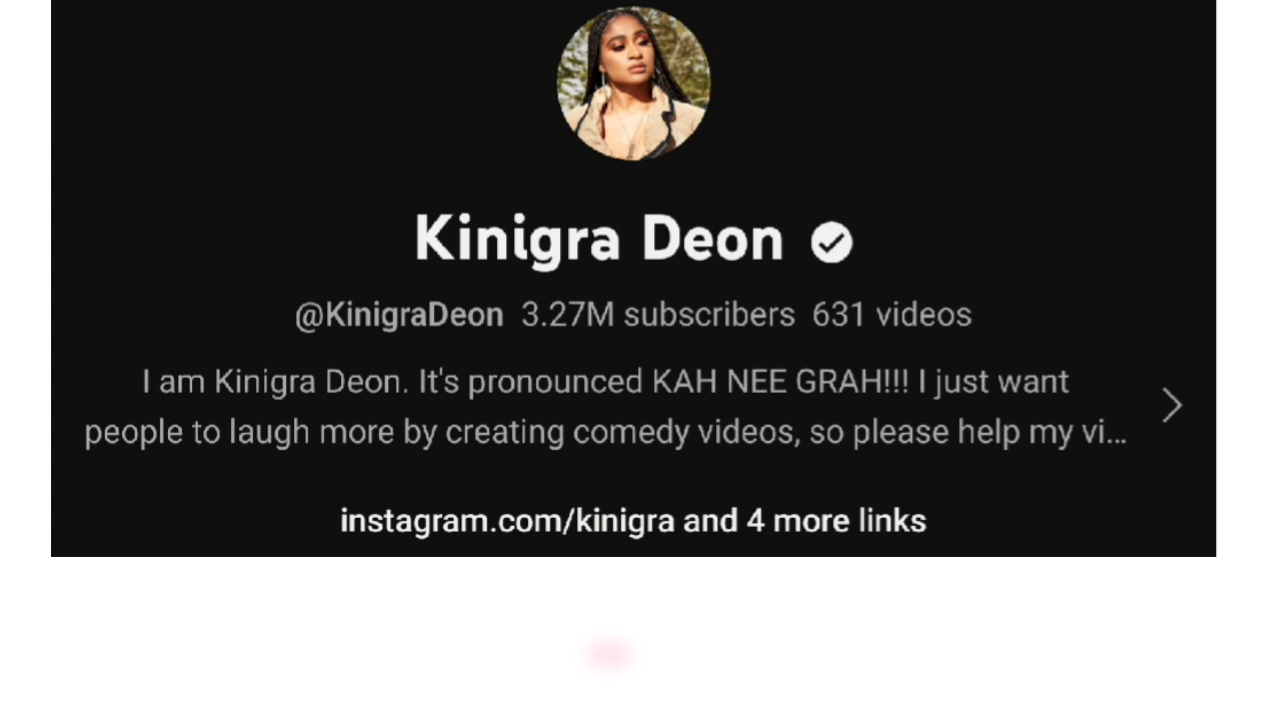 Kinigra Deon
@KinigraDeon 3.27M subscribers 631 videos
I am Kinigra Deon. It's pronounced KAH NEE GRAH!!! I just want
people to laugh more by creating comedy videos, so please help my vi...
instagram.com/kinigra and 4 more links